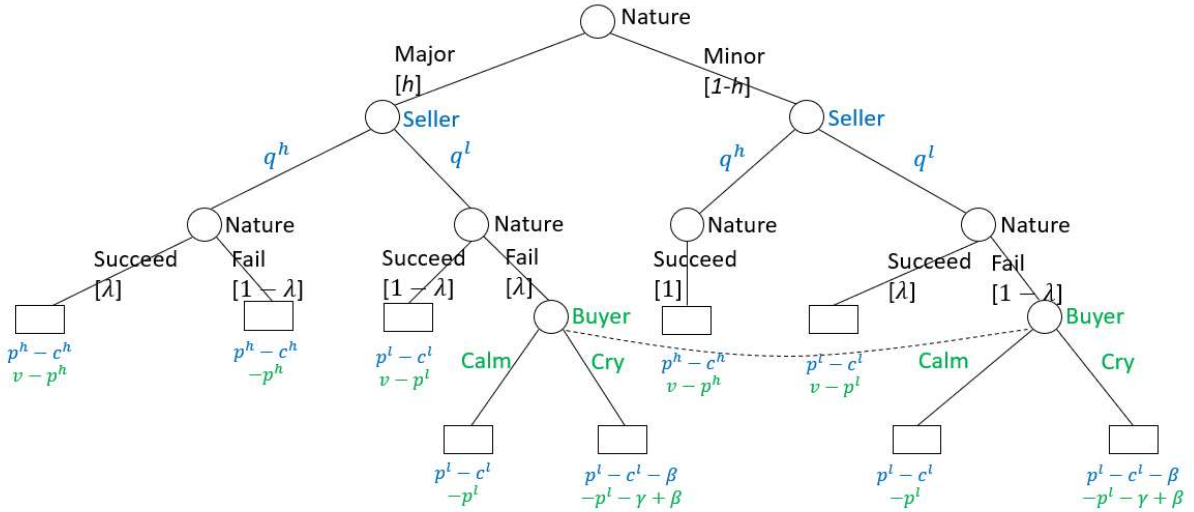 Nature
Major
[h]
Minor
[1-h]
Seller
Seller
q^h
q^l
q^h
q^l
Nature
Nature
Nature
Nature
Succeed
[λ]
Fail
[1 − λ]
Succeed
[1 − λ]
Fail
[λ]
Succeed
[1]
Succeed
[λ]
Fail
[1 − λ]
Buyer
Buyer
p^h − c^h
v − p^h
p^h − c^h
−p^h
p^l − c^l
v − p^l
p^h − c^h
v − p^h
p^l − c^l
v − p^l
Calm
Cry
Calm
Cry
p^l − c^l
−p^l
p^l − c^l − β
−p^l − γ + β
p^l − c^l
−p^l
p^l − c^l − β
−p^l − γ + β